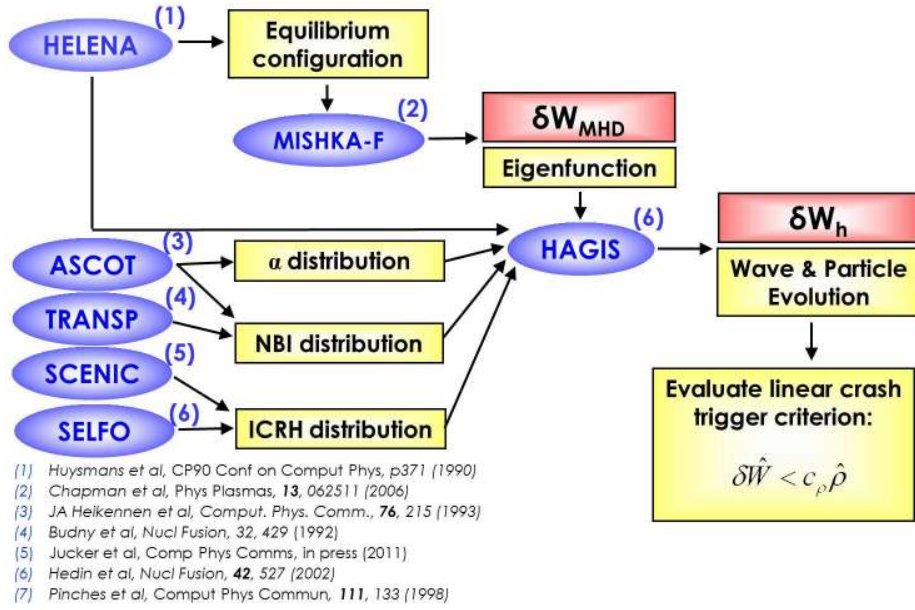 (1)
HELENA
Equilibrium
configuration
(2)
MISHKA-F
δW_MHD
Eigenfunction
(6)
HAGIS
δW_h
Wave & Particle
Evolution
(3)
ASCOT
α distribution
(4)
TRANSP
NBI distribution
(5)
SCENIC
(6)
SELFO
ICRH distribution
Evaluate linear crash
trigger criterion:
δŴ < c_ρ ρ̂
(1) Huysmans et al, CP90 Conf on Comput Phys, p371 (1990)
(2) Chapman et al, Phys Plasmas, 13, 062511 (2006)
(3) JA Heikennen et al, Comput. Phys. Comm., 76, 215 (1993)
(4) Budny et al, Nucl Fusion, 32, 429 (1992)
(5) Jucker et al, Comp Phys Comms, in press (2011)
(6) Hedin et al, Nucl Fusion, 42, 527 (2002)
(7) Pinches et al, Comput Phys Commun, 111, 133 (1998)